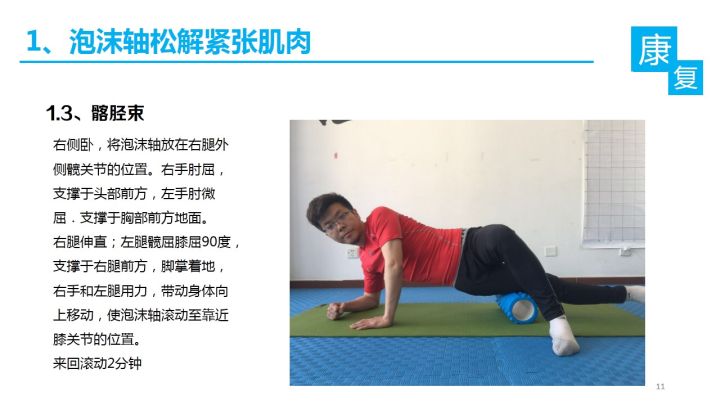 1、泡沫轴松解紧张肌肉
康
复
1.3、髂胫束
右侧卧，将泡沫轴放在右腿外
侧髋关节的位置。右手肘屈，
支撑于头部前方，左手肘微
屈．支撑于胸部前方地面。
右腿伸直；左腿髋屈膝屈90度，
支撑于右腿前方，脚掌着地，
右手和左腿用力，带动身体向
上移动，使泡沫轴滚动至靠近
膝关节的位置。
来回滚动2分钟
11